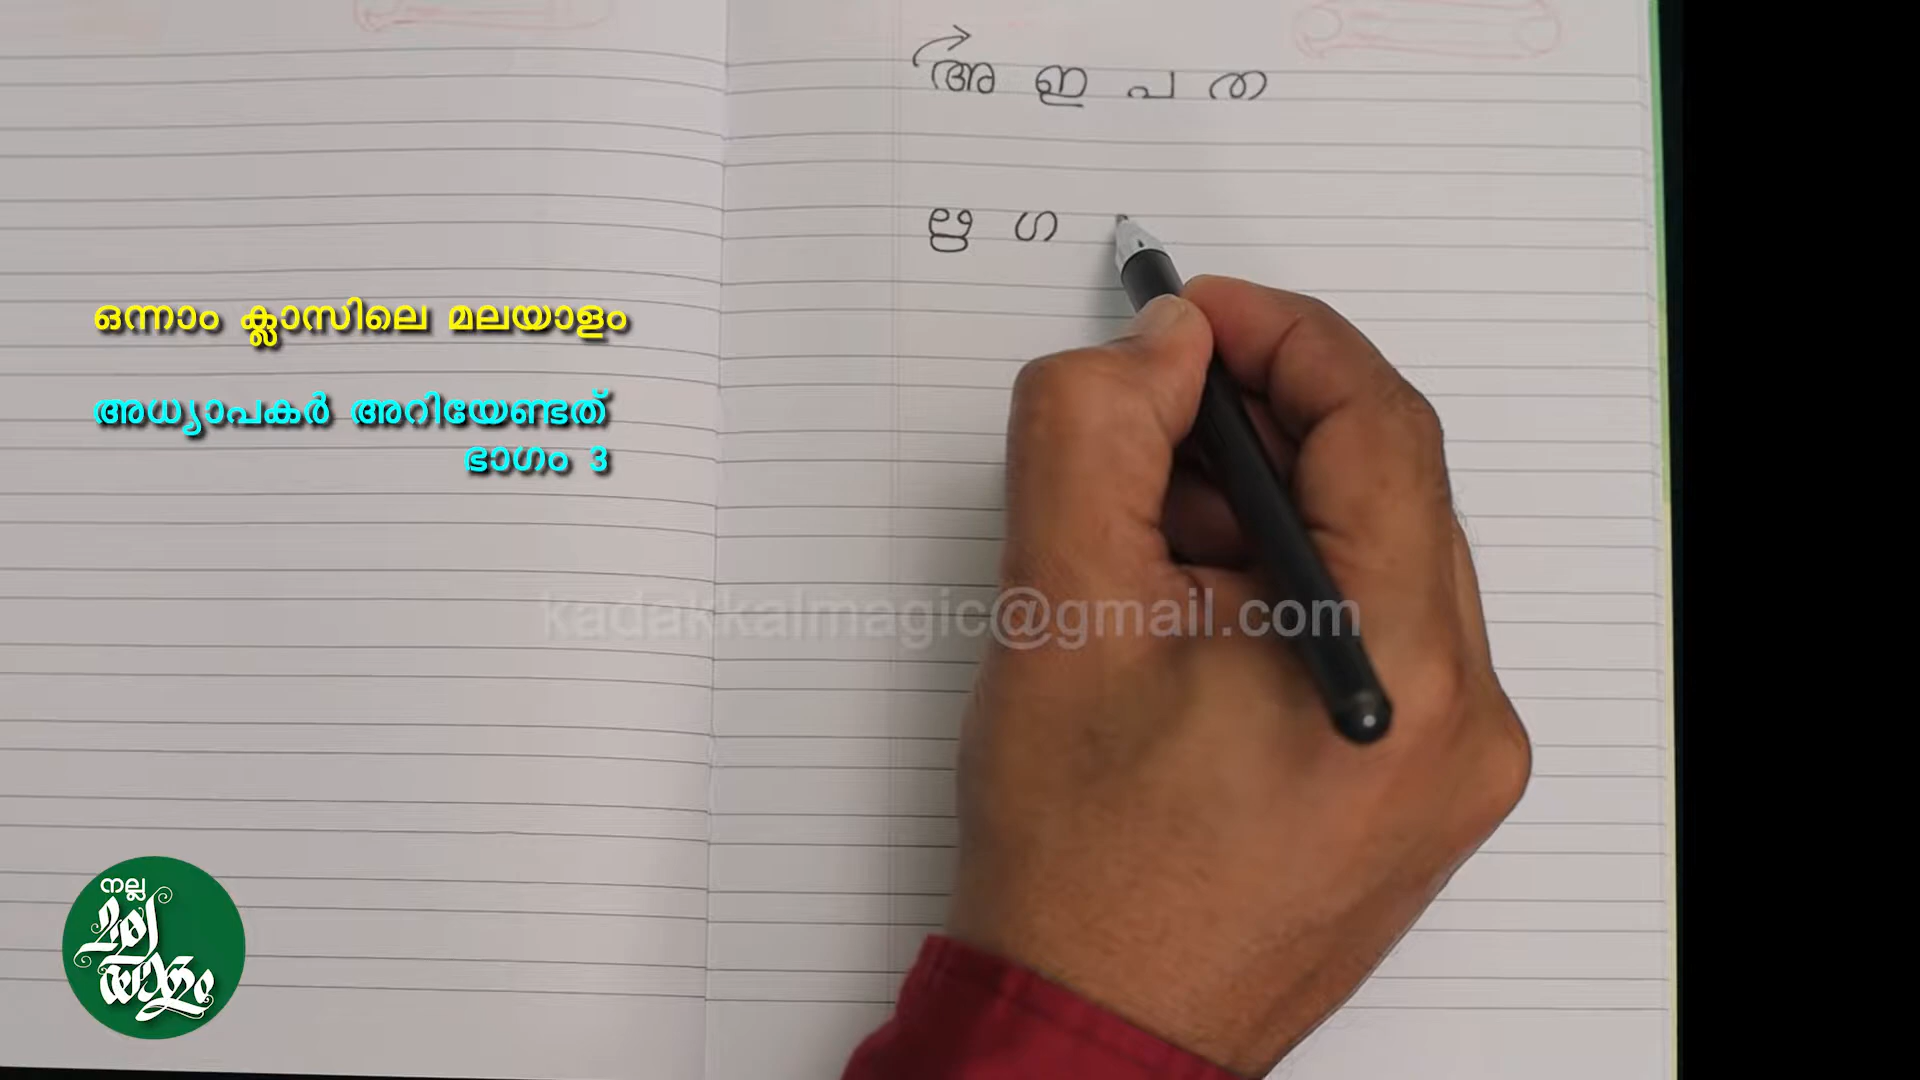 അ ഇ പ ത
ള്ള ഗ
ഒന്നാം ക്ലാസിലെ മലയാളം
അധ്യാപകർ അറിയേണ്ടത്
ഭാഗം 3
kadakkalmagic@gmail.com
നല്ല
മലയാളം